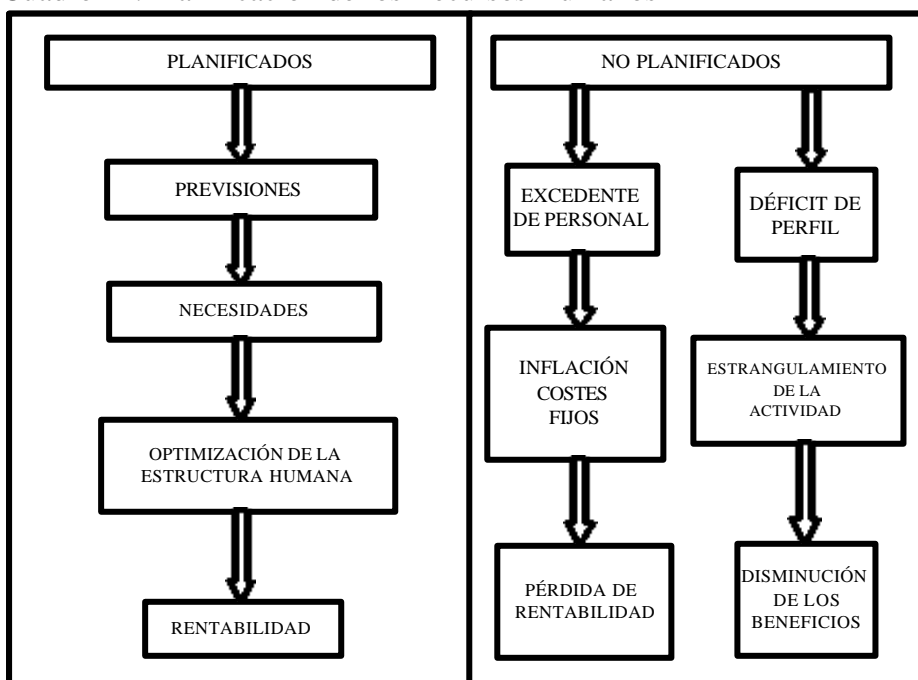 PLANIFICADOS
PREVISIONES
NECESIDADES
OPTIMIZACIÓN DE LA
ESTRUCTURA HUMANA
RENTABILIDAD
NO PLANIFICADOS
EXCEDENTE
DE PERSONAL
INFLACIÓN
COSTES
FIJOS
PÉRDIDA DE
RENTABILIDAD
DÉFICIT DE
PERFIL
ESTRANGULAMIENTO
DE LA
ACTIVIDAD
DISMINUCIÓN
DE LOS
BENEFICIOS